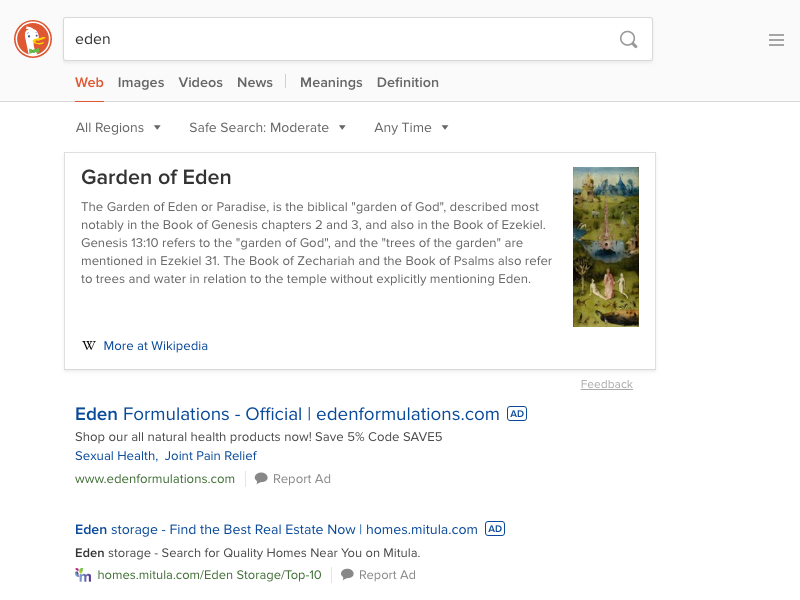 eden
Web Images Videos News Meanings Definition
All Regions Safe Search: Moderate Any Time
Garden of Eden
The Garden of Eden or Paradise, is the biblical "garden of God", described most
notably in the Book of Genesis chapters 2 and 3, and also in the Book of Ezekiel.
Genesis 13:10 refers to the "garden of God", and the "trees of the garden" are
mentioned in Ezekiel 31. The Book of Zechariah and the Book of Psalms also refer
to trees and water in relation to the temple without explicitly mentioning Eden.
W More at Wikipedia
Feedback
Eden Formulations - Official | edenformulations.com AD
Shop our all natural health products now! Save 5% Code SAVE5
Sexual Health, Joint Pain Relief
www.edenformulations.com Report Ad
Eden storage - Find the Best Real Estate Now | homes.mitula.com AD
Eden storage - Search for Quality Homes Near You on Mitula.
m homes.mitula.com/Eden Storage/Top-10 Report Ad